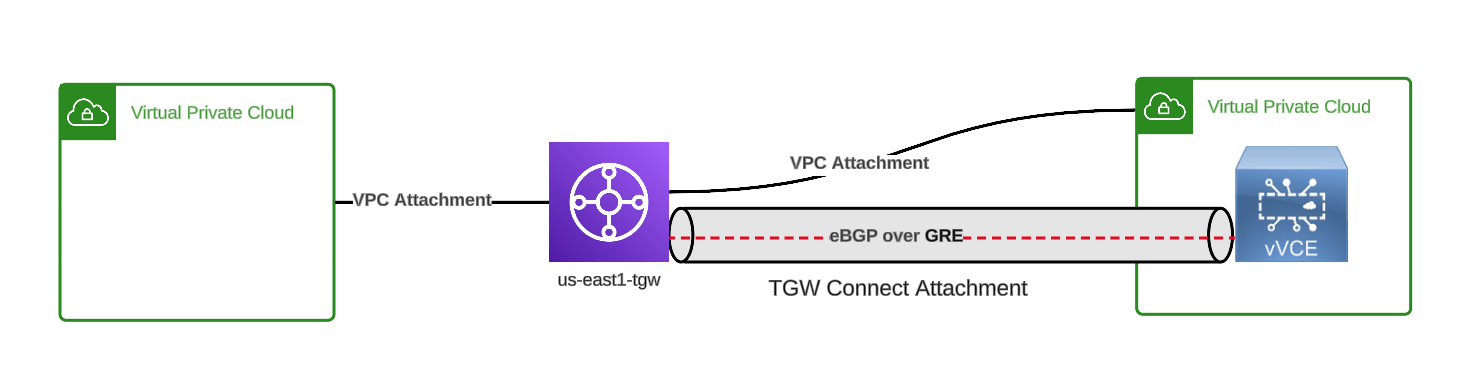 Virtual Private Cloud
VPC Attachment
us-east1-tgw
VPC Attachment
eBGP over GRE
TGW Connect Attachment
Virtual Private Cloud
vVCE